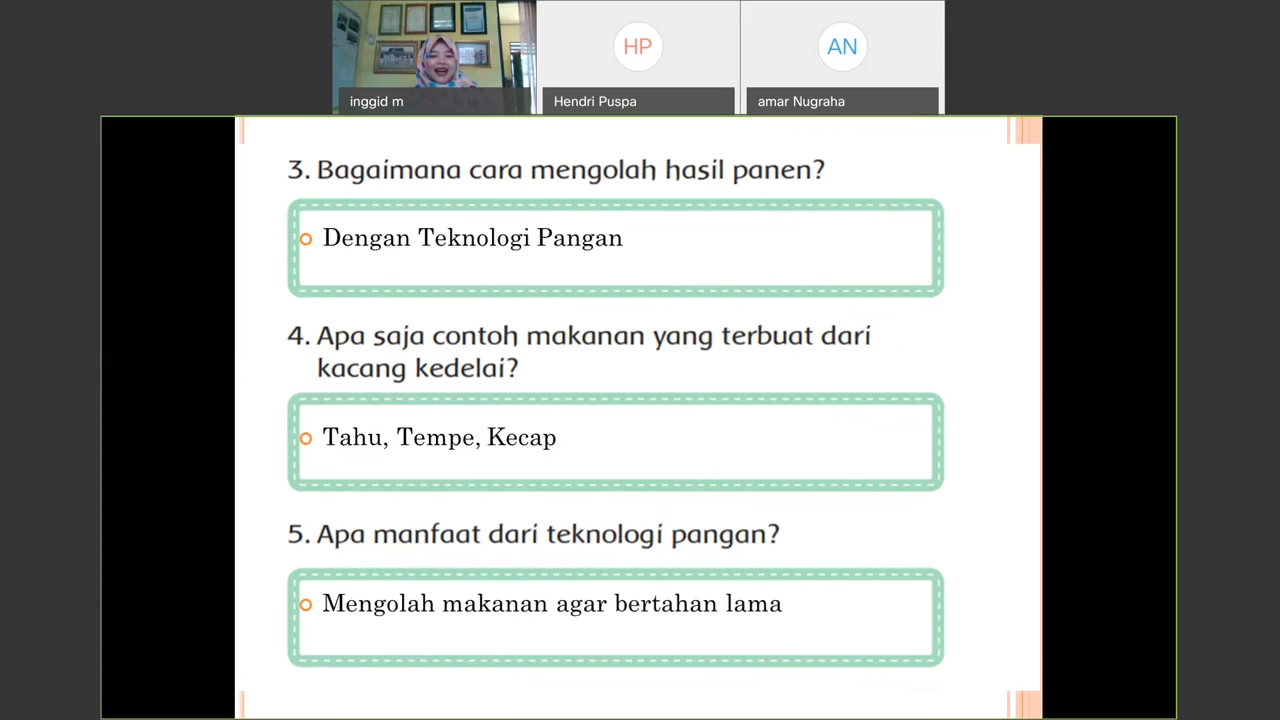 HP
AN
inggid m
Hendri Puspa
amar Nugraha
3. Bagaimana cara mengolah hasil panen?
Dengan Teknologi Pangan
4. Apa saja contoh makanan yang terbuat dari
kacang kedelai?
Tahu, Tempe, Kecap
5. Apa manfaat dari teknologi pangan?
Mengolah makanan agar bertahan lama